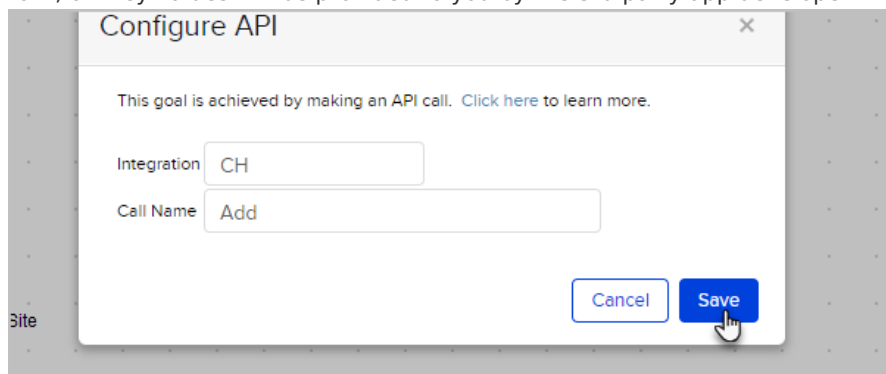 Configure API ×
This goal is achieved by making an API call. Click here to learn more.
Integration CH
Call Name Add
Cancel Save
Site